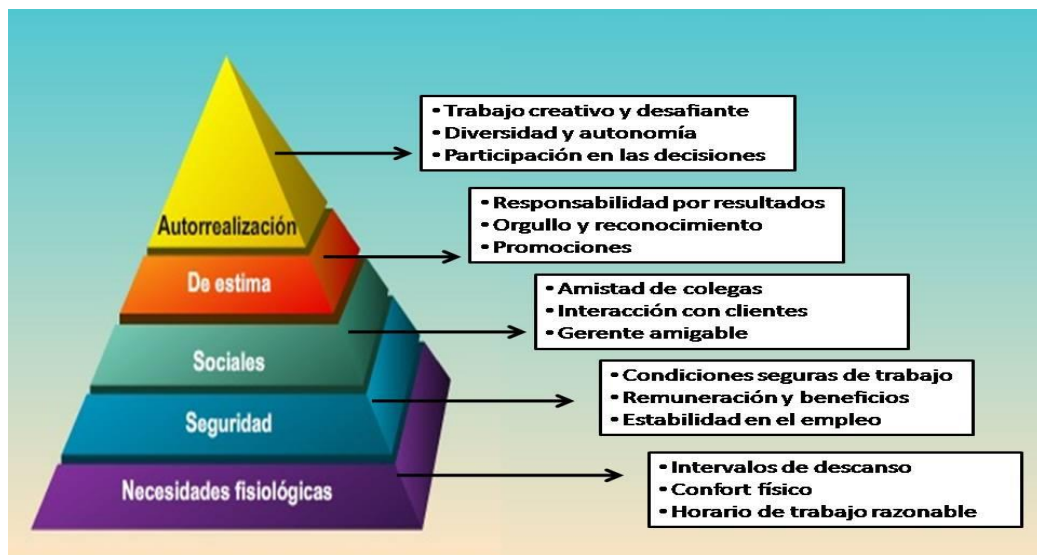 • Trabajo creativo y desafiante
• Diversidad y autonomía
• Participación en las decisiones
Autorrealización
• Responsabilidad por resultados
• Orgullo y reconocimiento
• Promociones
De estima
• Amistad de colegas
• Interacción con clientes
• Gerente amigable
Sociales
• Condiciones seguras de trabajo
• Remuneración y beneficios
• Estabilidad en el empleo
Seguridad
• Intervalos de descanso
• Confort físico
• Horario de trabajo razonable
Necesidades fisiológicas